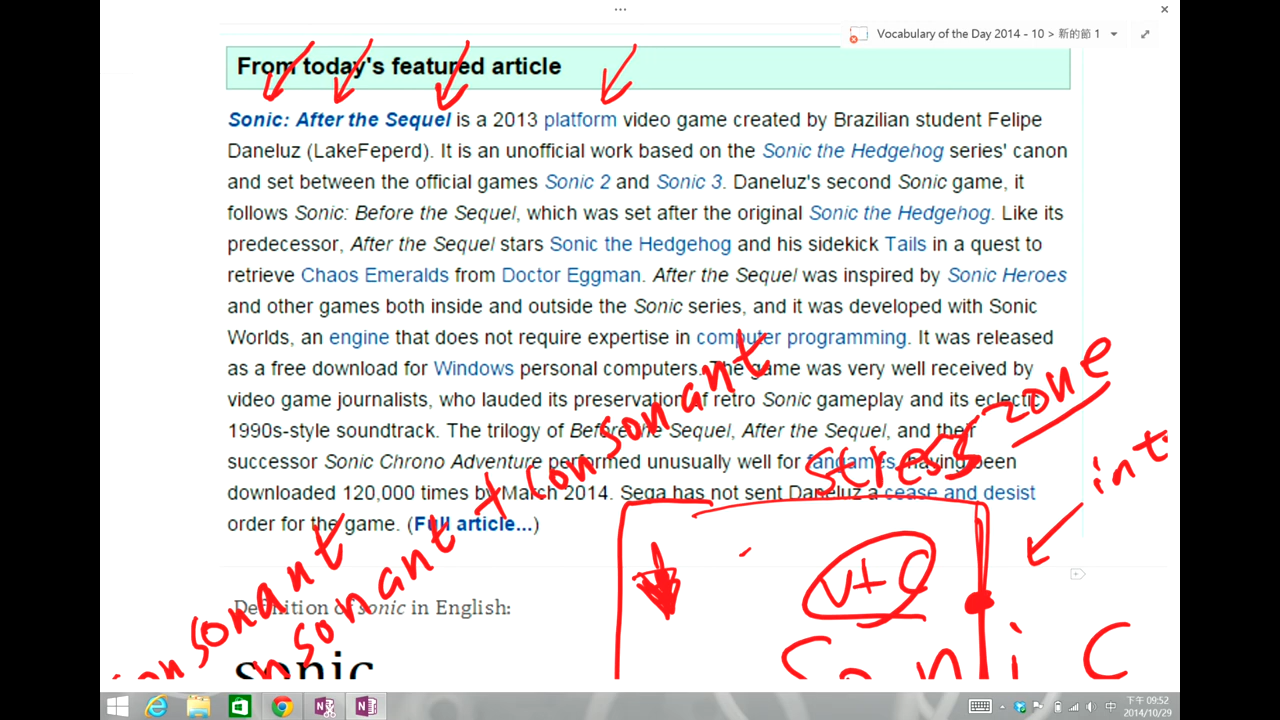 Vocabulary of the Day 2014 - 10 > 新的節 1
From today's featured article
Sonic: After the Sequel is a 2013 platform video game created by Brazilian student Felipe
Daneluz (LakeFeperd). It is an unofficial work based on the Sonic the Hedgehog series' canon
and set between the official games Sonic 2 and Sonic 3. Daneluz's second Sonic game, it
follows Sonic: Before the Sequel, which was set after the original Sonic the Hedgehog. Like its
predecessor, After the Sequel stars Sonic the Hedgehog and his sidekick Tails in a quest to
retrieve Chaos Emeralds from Doctor Eggman. After the Sequel was inspired by Sonic Heroes
and other games both inside and outside the Sonic series, and it was developed with Sonic
Worlds, an engine that does not require expertise in computer programming. It was released
as a free download for Windows personal computers. The game was very well received by
video game journalists, who lauded its preservation of retro Sonic gameplay and its eclectic
1990s-style soundtrack. The trilogy of Before the Sequel, After the Sequel, and their
successor Sonic Chrono Adventure performed unusually well for fangames, having been
downloaded 120,000 times by March 2014. Sega has not sent Daneluz a cease and desist
order for the game. (Full article...)
stress zone
int
consonant
consonant + consonant
v+c
Soni c
Definition of sonic in English:
sonic
中
下午 09:52
2014/10/29